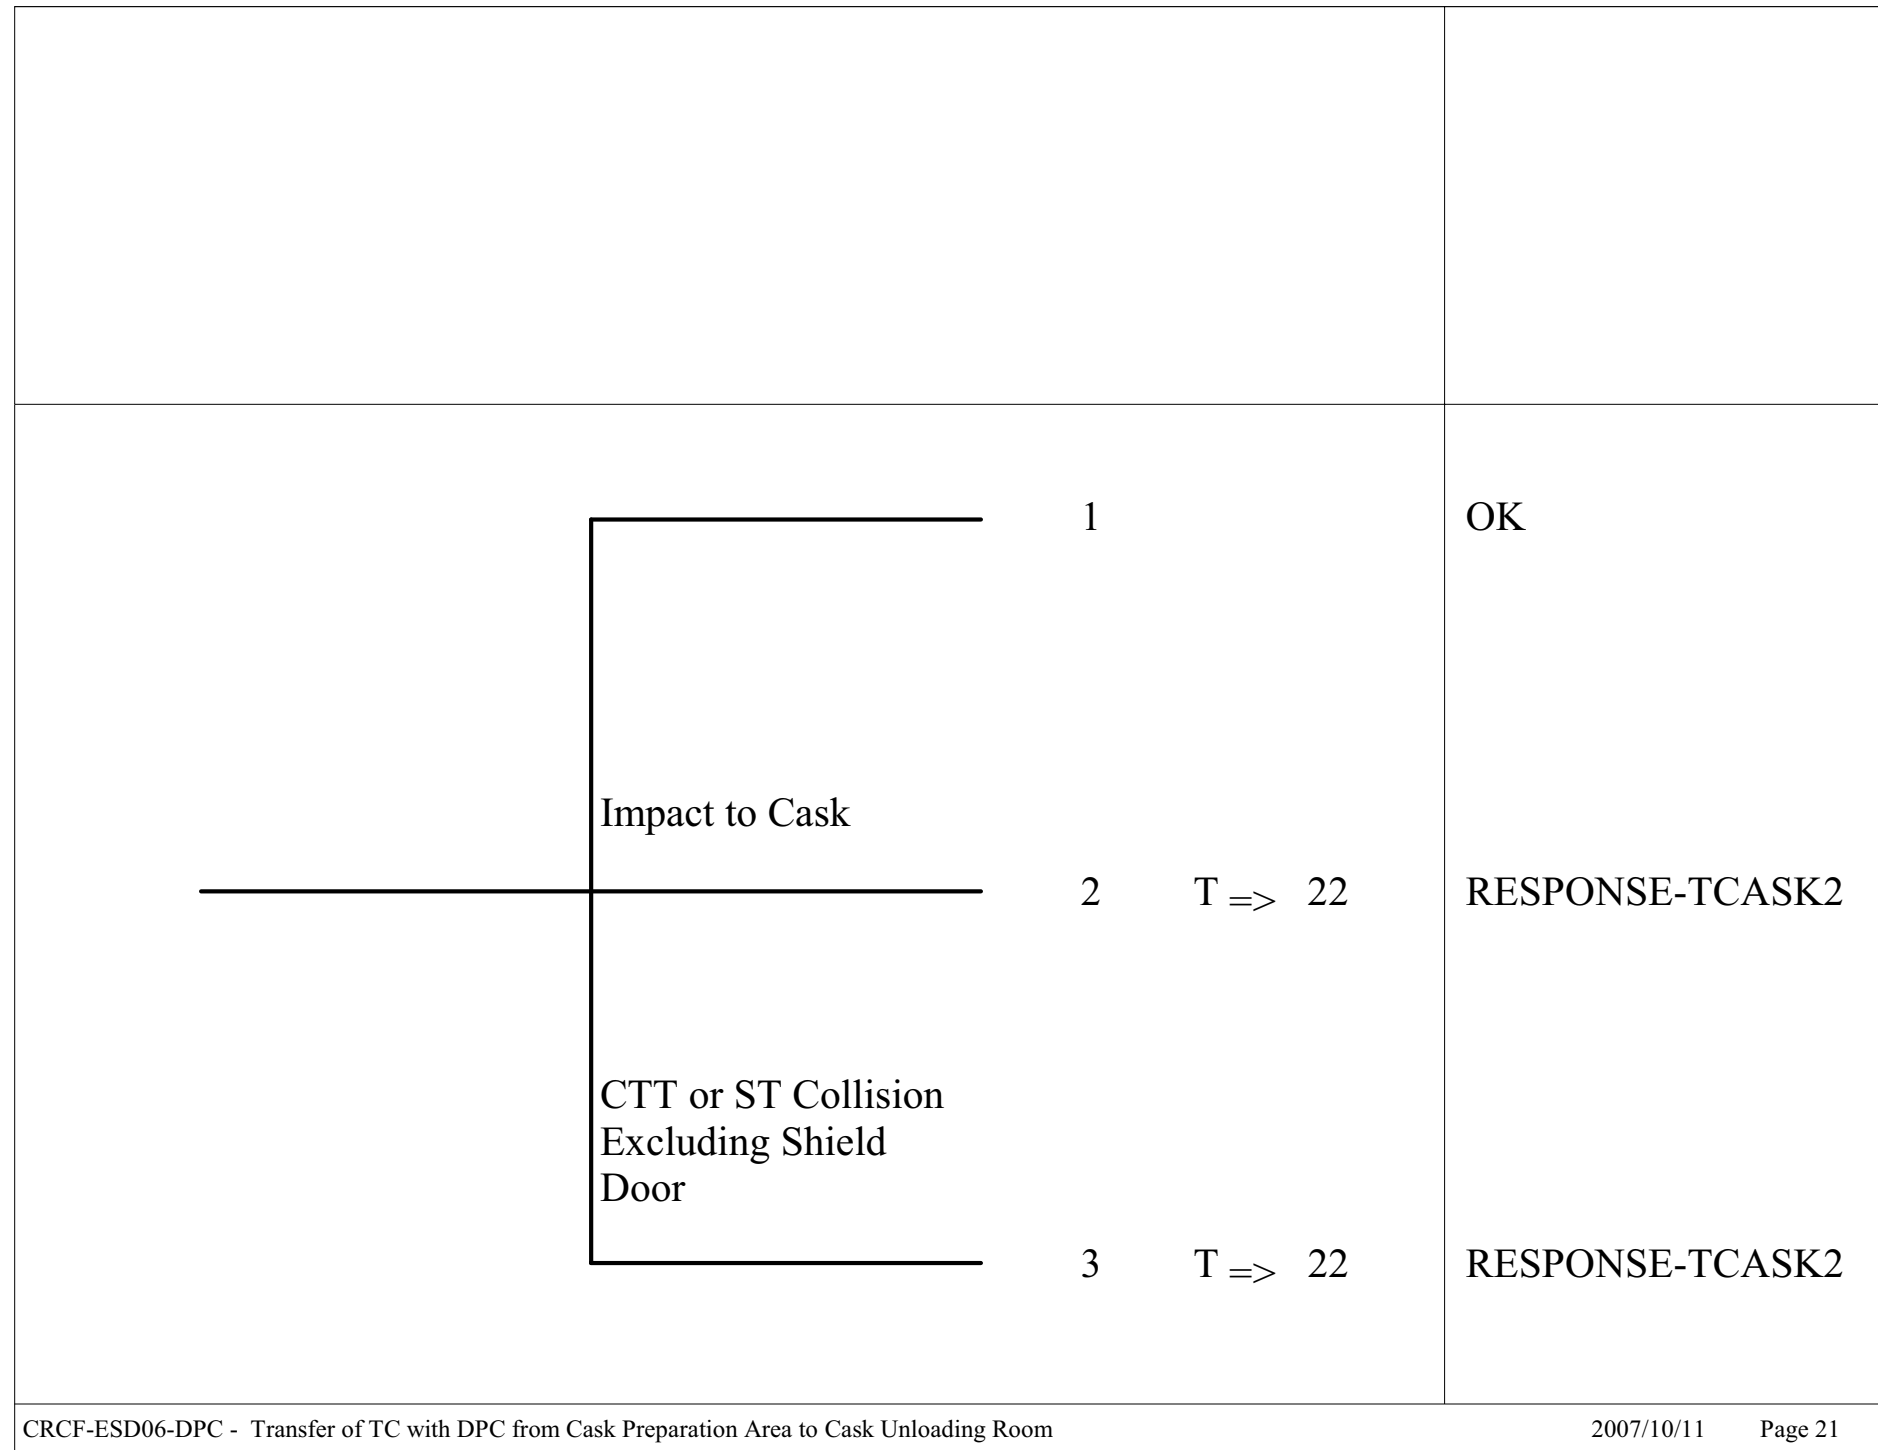 1 OK
Impact to Cask
2 T => 22 RESPONSE-TCASK2
CTT or ST Collision
Excluding Shield
Door
3 T => 22 RESPONSE-TCASK2
CRCF-ESD06-DPC - Transfer of TC with DPC from Cask Preparation Area to Cask Unloading Room 2007/10/11 Page 21